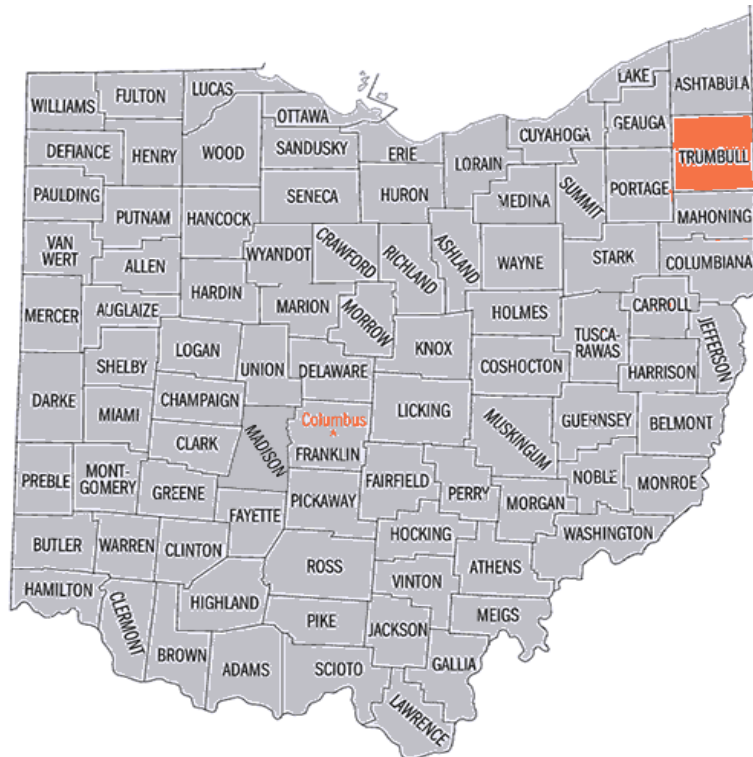 LAKE
ASHTABULA
LUCAS
FULTON
WILLIAMS
OTTAWA
GEAUGA
CUYAHOGA
TRUMBULL
DEFIANCE
HENRY
WOOD
SANDUSKY
ERIE
LORAIN
SUMMIT
PORTAGE
PAULDING
SENECA
HURON
MEDINA
MAHONING
PUTNAM
HANCOCK
VAN
WERT
WYANDOT
CRAWFORD
RICHLAND
ASHLAND
WAYNE
STARK
COLUMBIANA
ALLEN
HARDIN
MERCER
AUGLAIZE
MARION
MORROW
HOLMES
CARROLL
JEFFERSON
TUSCA-
RAWAS
LOGAN
KNOX
SHELBY
UNION
DELAWARE
COSHOCTON
HARRISON
DARKE
CHAMPAIGN
MIAMI
LICKING
Columbus
MUSKINGUM
GUERNSEY
BELMONT
CLARK
MADISON
FRANKLIN
PREBLE
MONT-
GOMERY
GREENE
FAIRFIELD
PERRY
NOBLE
MONROE
PICKAWAY
MORGAN
FAYETTE
HOCKING
WASHINGTON
BUTLER
WARREN
CLINTON
ROSS
ATHENS
VINTON
HAMILTON
CLERMONT
HIGHLAND
PIKE
JACKSON
MEIGS
BROWN
ADAMS
SCIOTO
GALLIA
LAWRENCE